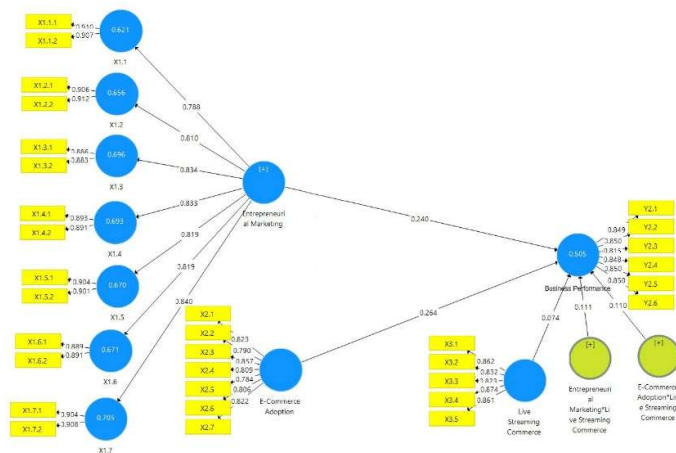 X1.1.1
X1.1.2
0.910
0.907
0.621
X1.1
X1.2.1
X1.2.2
0.906
0.912
0.656
X1.2
X1.3.1
X1.3.2
0.886
0.883
0.696
X1.3
X1.4.1
X1.4.2
0.893
0.891
0.693
X1.4
X1.5.1
X1.5.2
0.904
0.901
0.670
X1.5
X1.6.1
X1.6.2
0.889
0.891
0.671
X1.6
X1.7.1
X1.7.2
0.904
0.908
0.705
X1.7
0.788
0.810
0.834
0.833
0.819
0.819
0.840
[+]
Entrepreneuri
al Marketing
0.240
X2.1
X2.2
X2.3
X2.4
X2.5
X2.6
X2.7
0.823
0.790
0.857
0.809
0.784
0.806
0.822
E-Commerce
Adoption
0.264
X3.1
X3.2
X3.3
X3.4
X3.5
0.862
0.832
0.823
0.874
0.861
Live
Streaming
Commerce
0.074
0.111
0.110
0.505
Business Performance
0.849
0.850
0.815
0.848
0.850
0.850
Y2.1
Y2.2
Y2.3
Y2.4
Y2.5
Y2.6
[+]
Entrepreneuri
al
Marketing*Li
ve Streaming
Commerce
[+]
E-Commerce
Adoption*Liv
e Streaming
Commerce